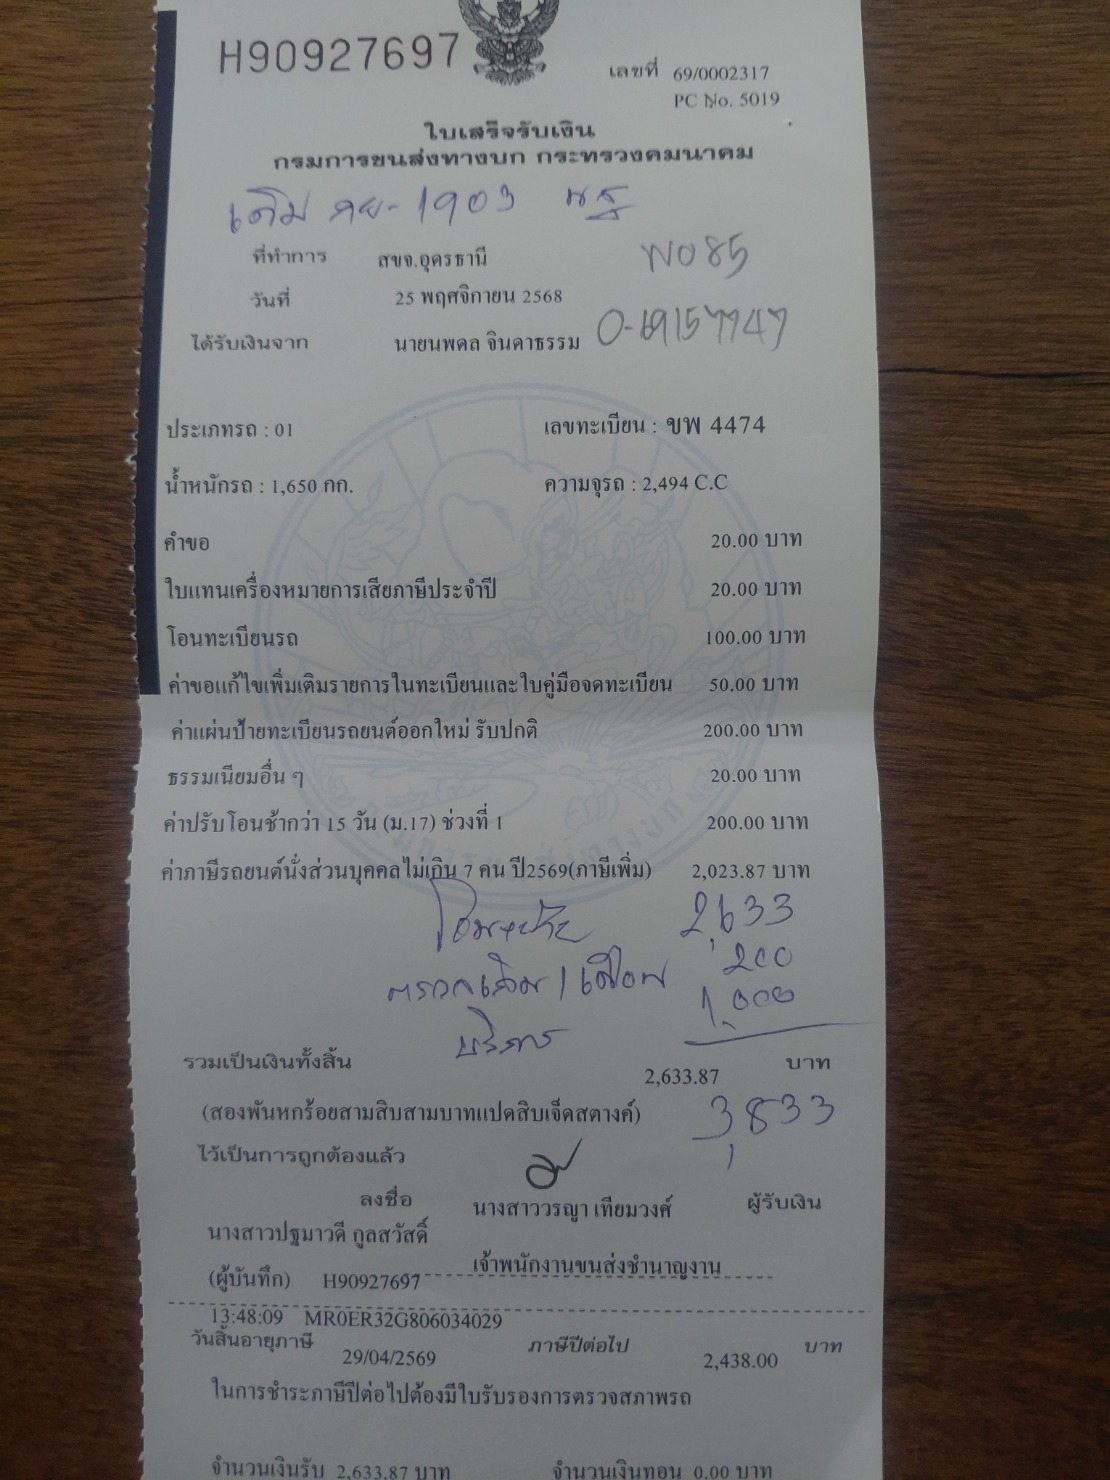 H90927697
เลขที่ 69/0002317
PC No. 5019
ใบเสร็จรับเงิน
กรมการขนส่งทางบก กระทรวงคมนาคม
เดิม กย-1903
ที่ทำการ สขจ.อุดรธานี
พ085
วันที่ 25 พฤศจิกายน 2568
ได้รับเงินจาก นายนพดล จินดาธรรม
ประเภทรถ : 01 เลขทะเบียน : ขพ 4474
น้ำหนักรถ : 1,650 กก. ความจุรถ : 2,494 C.C
คำขอ 20.00 บาท
ใบแทนเครื่องหมายการเสียภาษีประจำปี 20.00 บาท
โอนทะเบียนรถ 100.00 บาท
ค่าขอแก้ไขเพิ่มเติมรายการในทะเบียนและใบคู่มือจดทะเบียน 50.00 บาท
ค่าแผ่นป้ายทะเบียนรถยนต์ออกใหม่ รับปกติ 200.00 บาท
ธรรมเนียมอื่น ๆ 20.00 บาท
ค่าปรับโอนช้ากว่า 15 วัน (ม.17) ช่วงที่ 1 200.00 บาท
ค่าภาษีรถยนต์นั่งส่วนบุคคลไม่เกิน 7 คน ปี2569(ภาษีเพิ่ม) 2,023.87 บาท
2,633
200
1,000
บริการ
รวมเป็นเงินทั้งสิ้น 2,633.87 บาท
(สองพันหกร้อยสามสิบสามบาทแปดสิบเจ็ดสตางค์)
3,833
ไว้เป็นการถูกต้องแล้ว
ลงชื่อ นางสาววรญา เทียมวงศ์ ผู้รับเงิน
นางสาวปฐมาวดี กูลสวัสดิ์
เจ้าพนักงานขนส่งชำนาญงาน
(ผู้บันทึก) H90927697
13:48:09 MR0ER32G806034029
วันสิ้นอายุภาษี 29/04/2569 ภาษีปีต่อไป 2,438.00 บาท
ในการชำระภาษีปีต่อไปต้องมีใบรับรองการตรวจสภาพรถ
จำนวนเงินรับ 2,633.87 บาท จำนวนเงินทอน 0.00 บาท